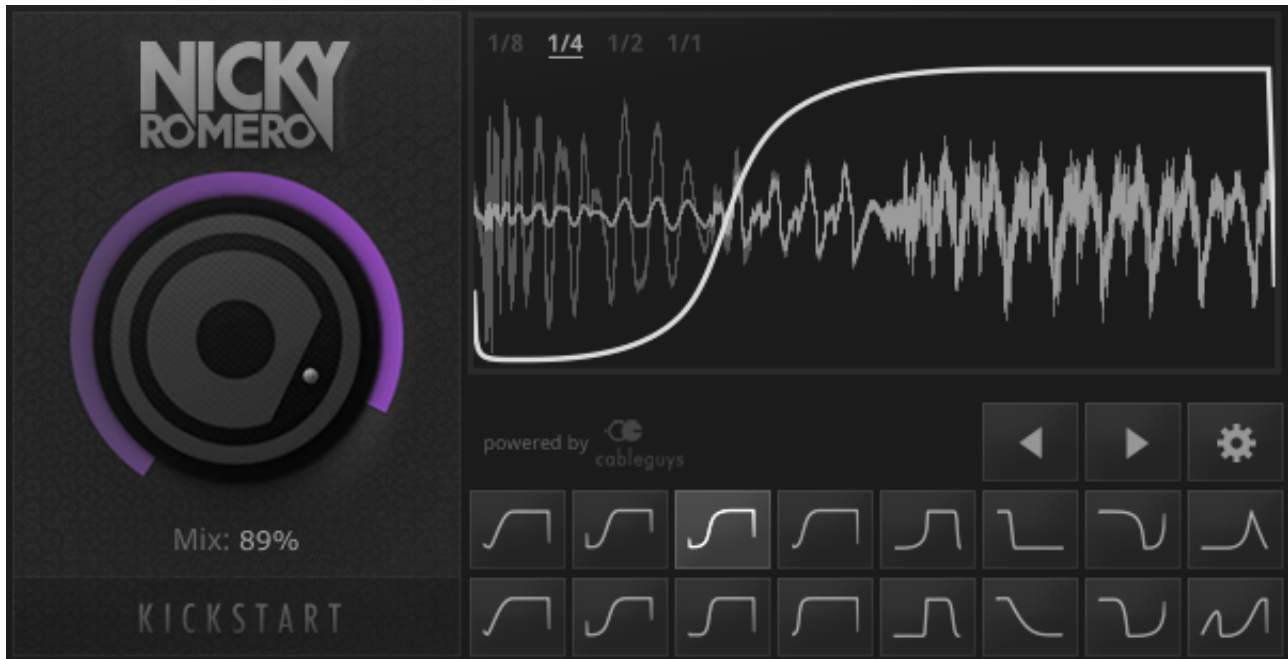 NICKY
ROMERO
1/8 1/4 1/2 1/1
powered by cableguys
Mix: 89%
KICKSTART